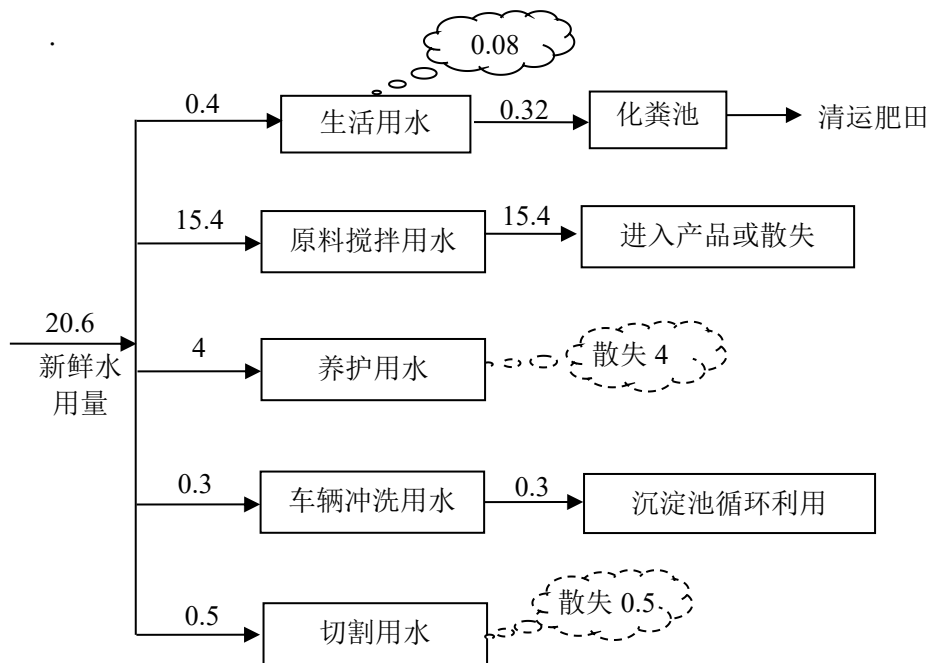 0.08
0.4
生活用水
0.32
化粪池
清运肥田
15.4
原料搅拌用水
15.4
进入产品或散失
20.6
新鲜水
用量
4
养护用水
散失 4
0.3
车辆冲洗用水
0.3
沉淀池循环利用
0.5
切割用水
散失 0.5